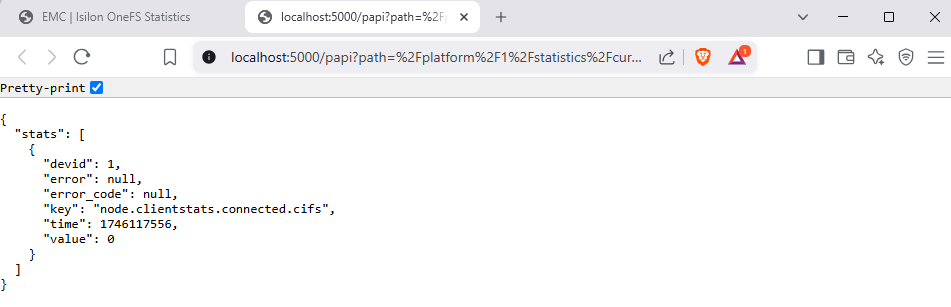 EMC | Isilon OneFS Statistics
localhost:5000/papi?path=%2F
localhost:5000/papi?path=%2Fplatform%2F1%2Fstatistics%2Fcur...
1
Pretty-print
{
  "stats": [
    {
      "devid": 1,
      "error": null,
      "error_code": null,
      "key": "node.clientstats.connected.cifs",
      "time": 1746117556,
      "value": 0
    }
  ]
}